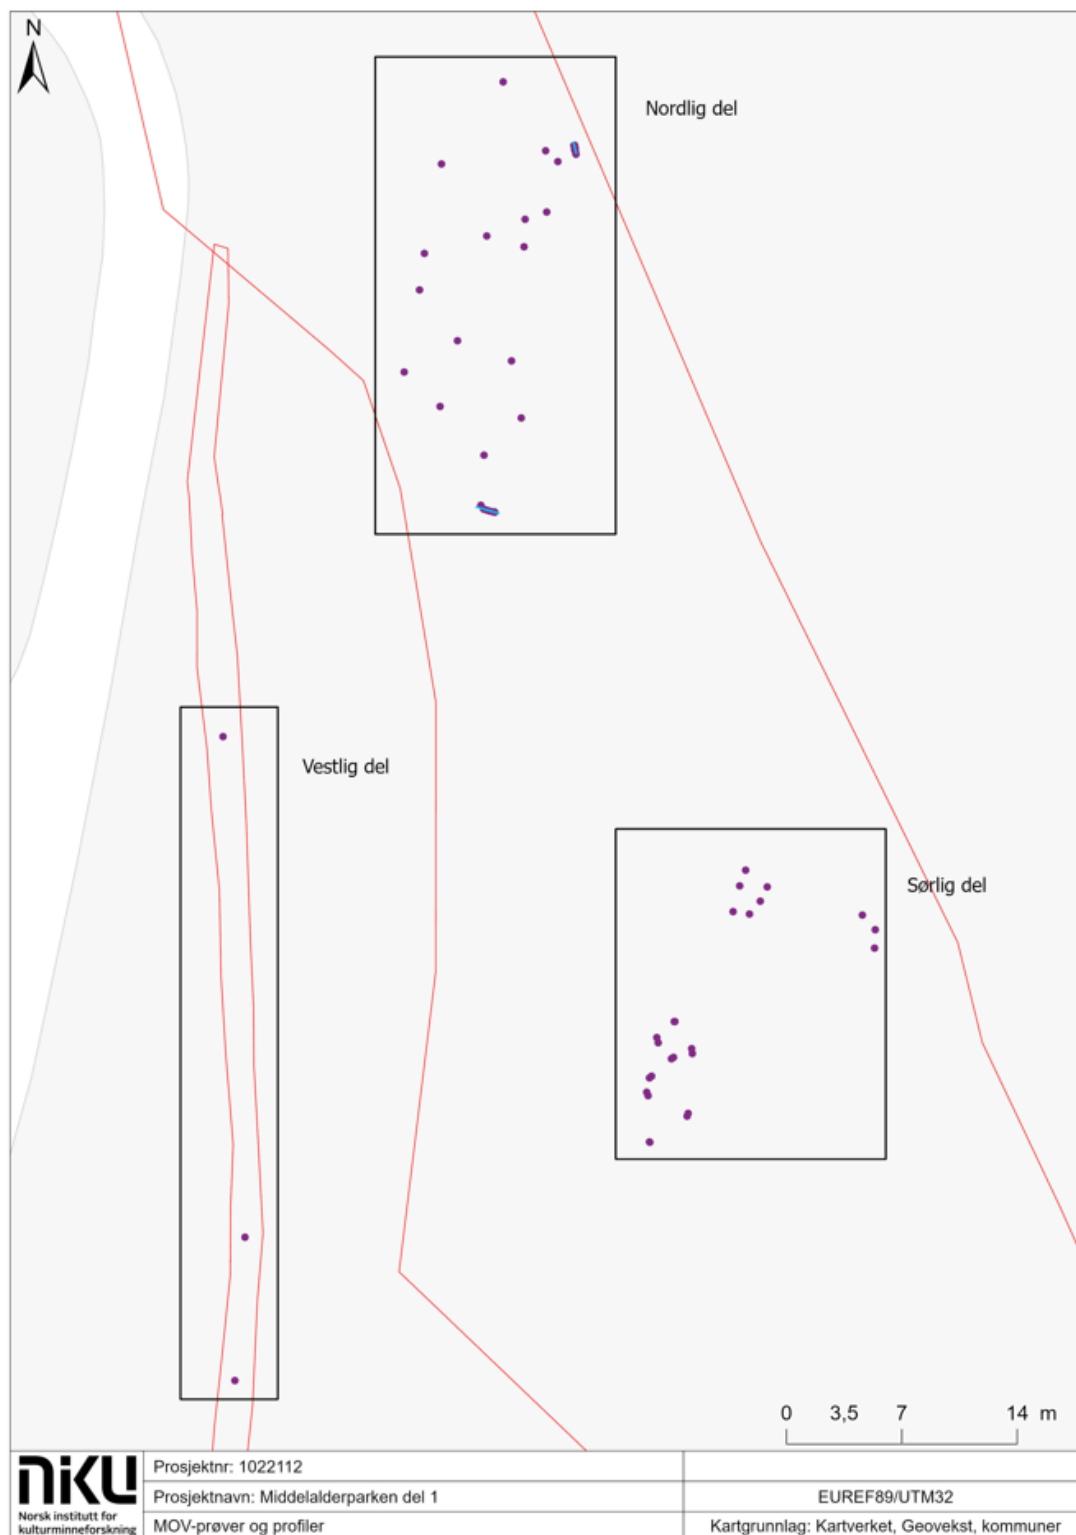 N
Nordlig del
Vestlig del
Sørlig del
0 3,5 7 14 m
NIKU
Norsk institutt for
kulturminneforskning
Prosjektnr: 1022112
Prosjektnavn: Middelalderparken del 1
EUREF89/UTM32
MOV-prøver og profiler
Kartgrunnlag: Kartverket, Geovekst, kommuner